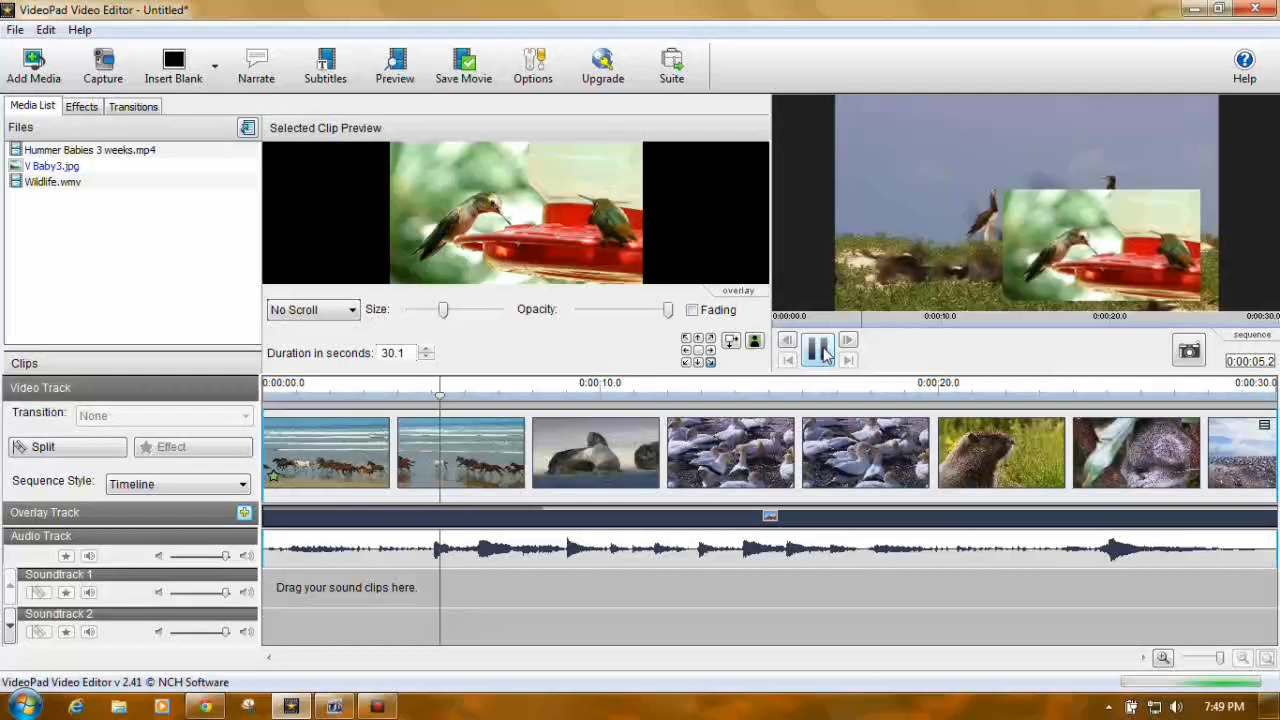 VideoPad Video Editor - Untitled*
File Edit Help
Add Media Capture Insert Blank Narrate Subtitles Preview Save Movie Options Upgrade Suite Help
Media List Effects Transitions
Files
Hummer Babies 3 weeks.mp4
V Baby3.jpg
Wildlife.wmv
Selected Clip Preview
overlay
No Scroll Size: Opacity: Fading
Duration in seconds: 30.1
0:00:00.0 0:00:10.0 0:00:20.0 0:00:30.0
sequence
0:00:05.2
Clips
Video Track
0:00:00.0 0:00:10.0 0:00:20.0 0:00:30.0
Transition: None
Split Effect
Sequence Style: Timeline
Overlay Track
Audio Track
Soundtrack 1
Drag your sound clips here.
Soundtrack 2
VideoPad Video Editor v 2.41 © NCH Software
7:49 PM